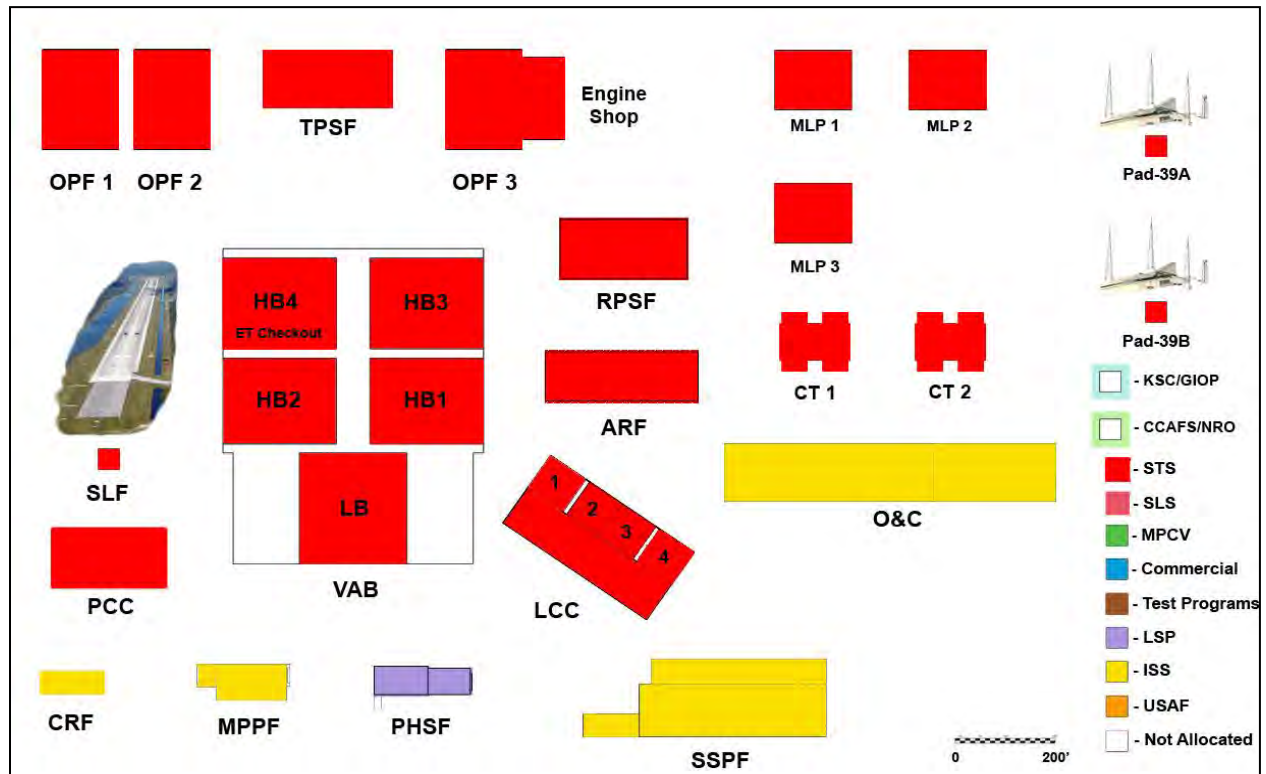 OPF 1
OPF 2
TPSF
OPF 3
Engine
Shop
MLP 1
MLP 2
Pad-39A
MLP 3
Pad-39B
HB4
ET Checkout
HB3
HB2
HB1
LB
VAB
RPSF
ARF
CT 1
CT 2
SLF
PCC
1
2
3
4
LCC
O&C
CRF
MPPF
PHSF
SSPF
0
200'
- KSC/GIOP
- CCAFS/NRO
- STS
- SLS
- MPCV
- Commercial
- Test Programs
- LSP
- ISS
- USAF
- Not Allocated